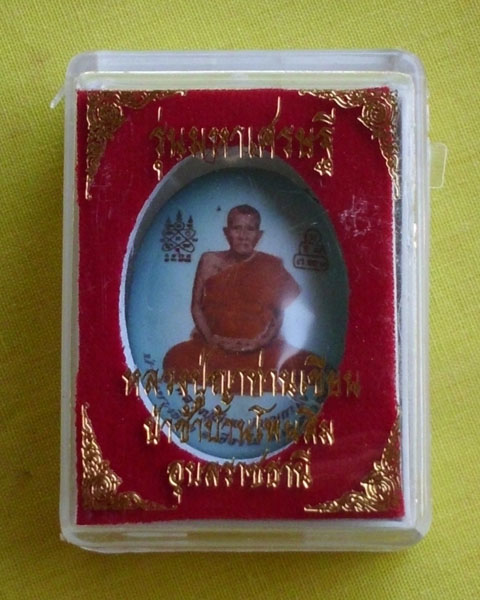 รุ่นมหาเศรษฐี
หลวงปู่ญาท่านเขียน
ป่าช้าบ้านโพนสิม
อุบลราชธานี